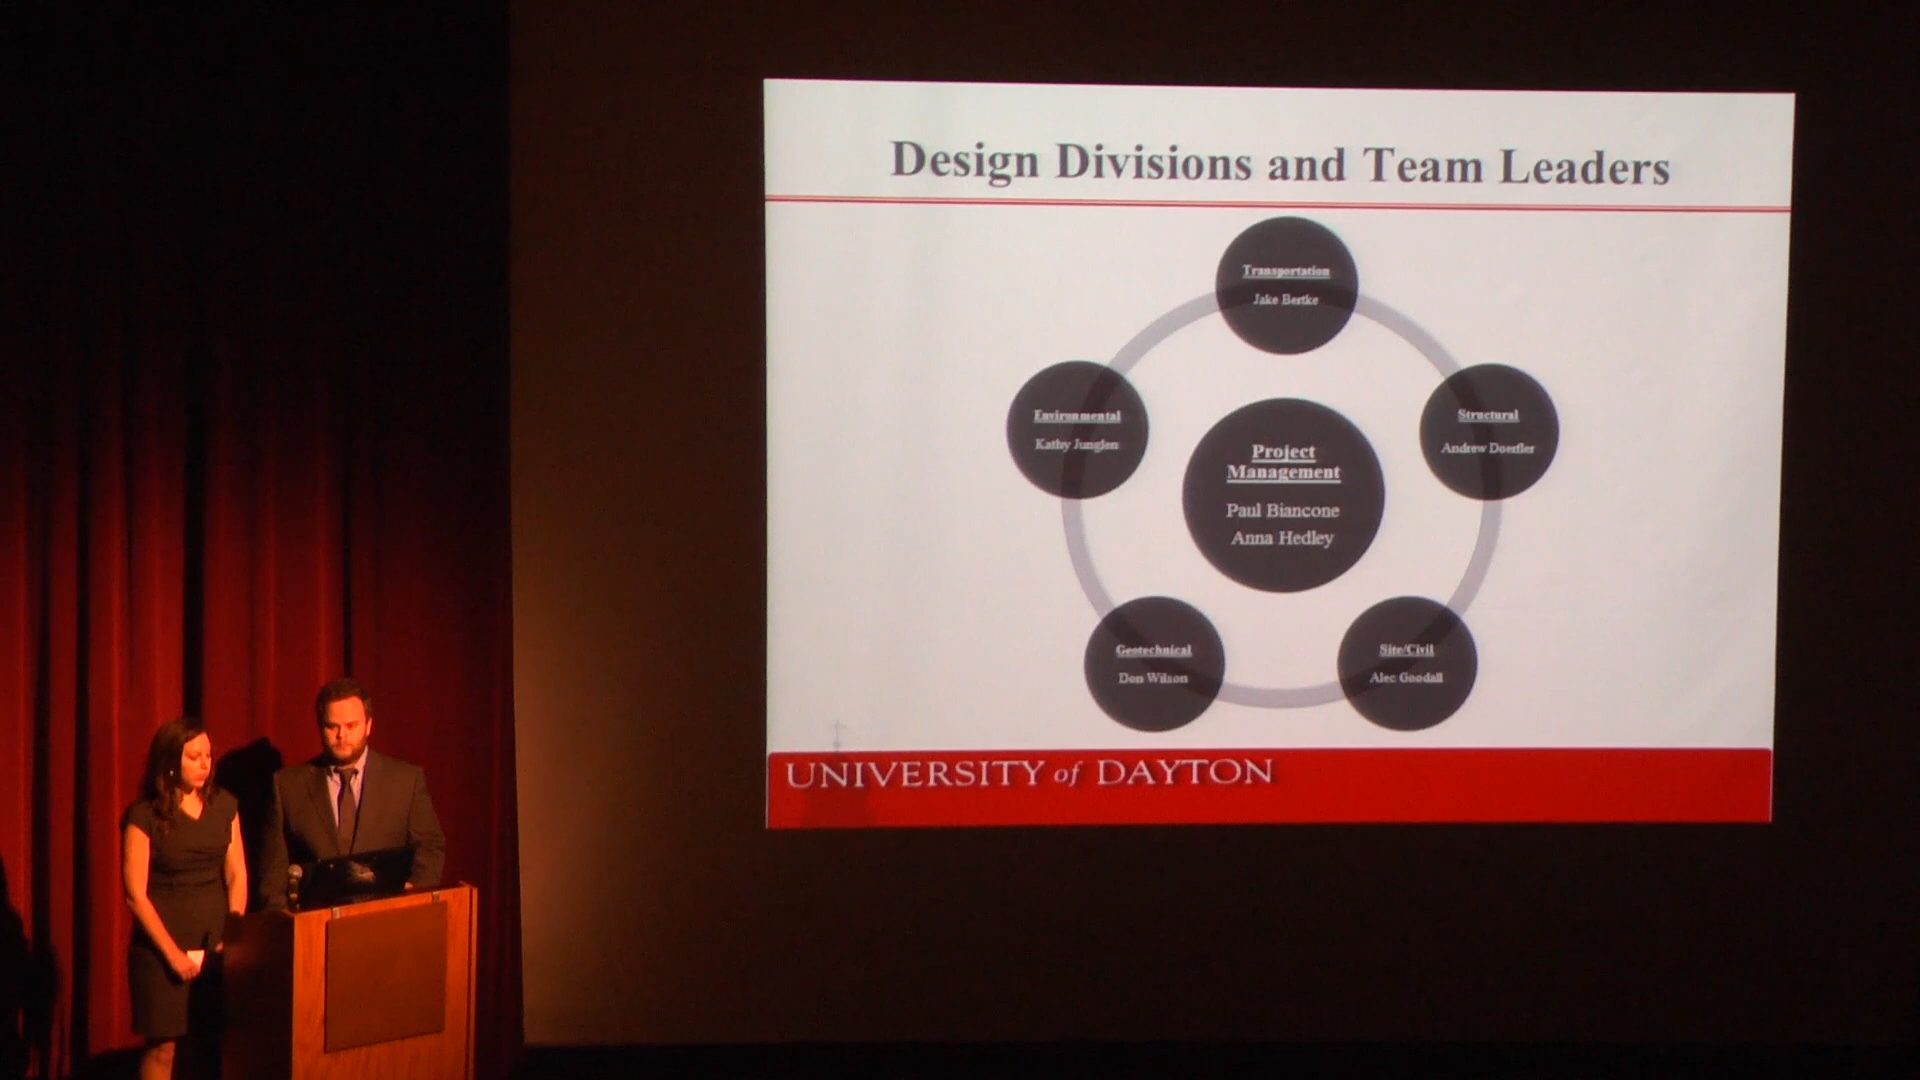 Design Divisions and Team Leaders
Transportation
Jake Bertke
Environmental
Kathy Junglen
Structural
Andrew Doerfler
Project
Management
Paul Biancone
Anna Hedley
Geotechnical
Don Wilson
Site/Civil
Alec Goodall
UNIVERSITY of DAYTON